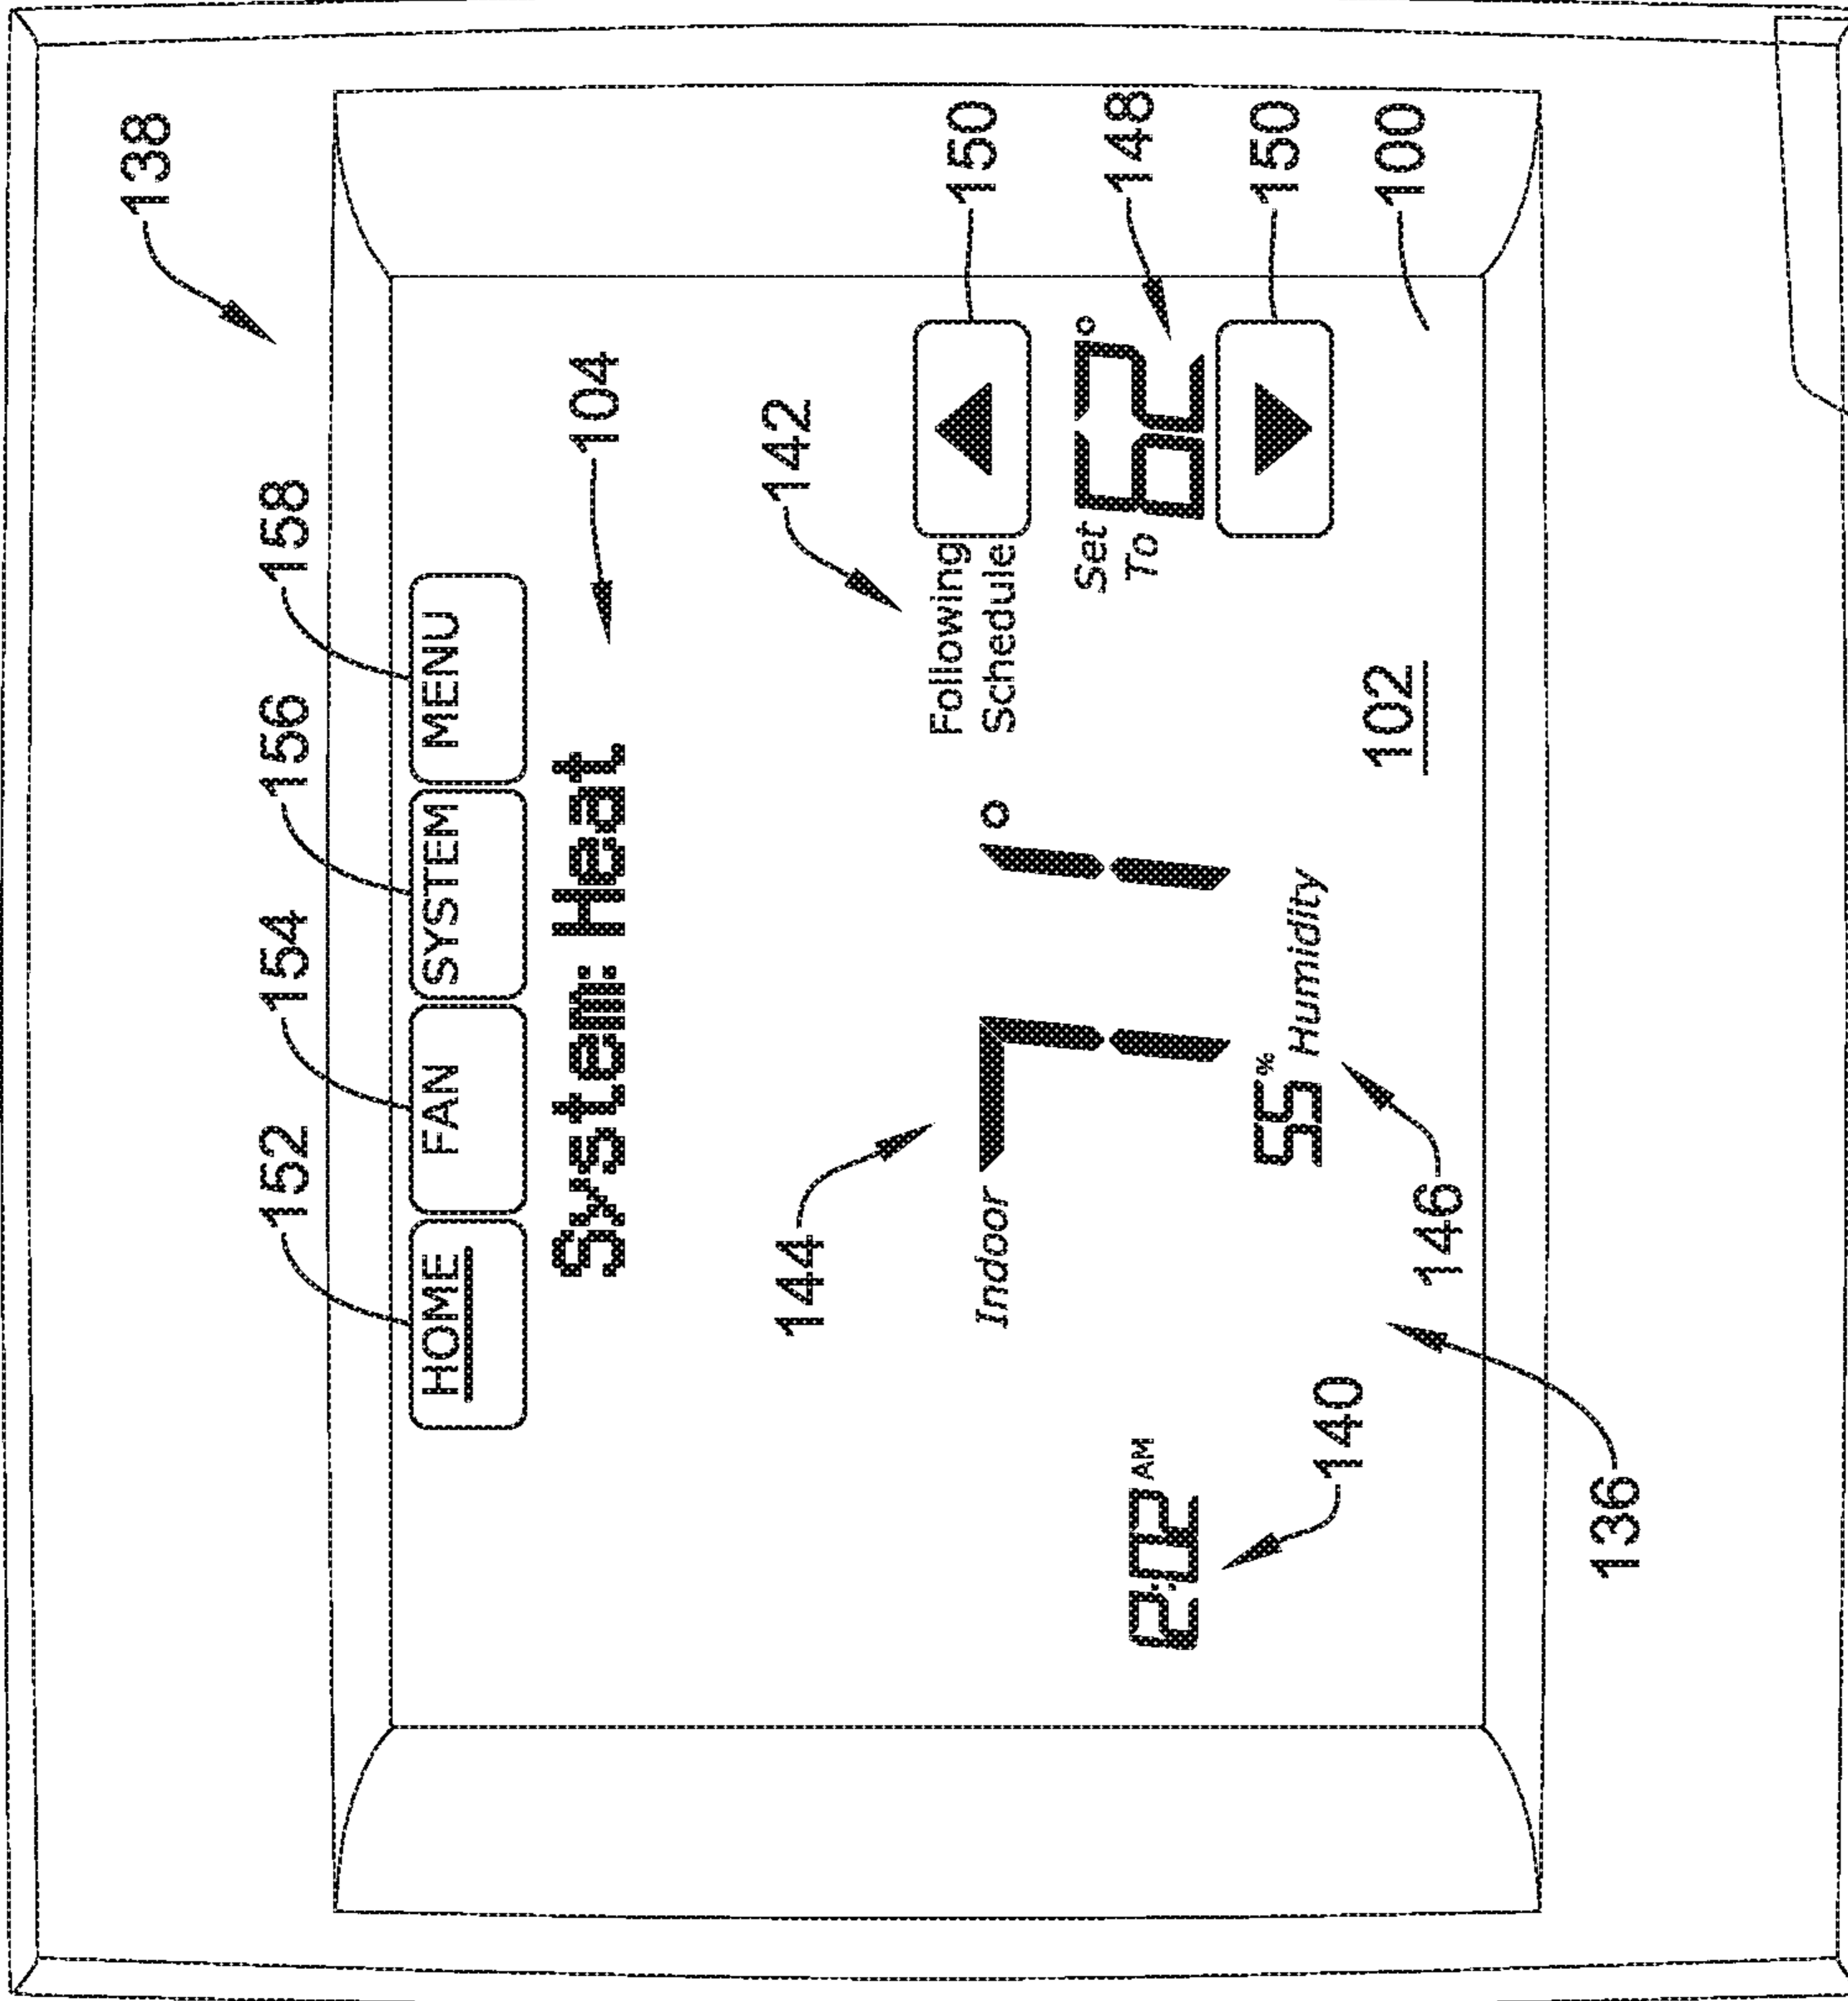 138
152 154 156 158
HOME FAN SYSTEM MENU
System: Heat 104
144 142
Following 150
Indoor 71° Schedule
Set To 62° 148
2:02 AM
55% Humidity 150
140 102 100
146
136